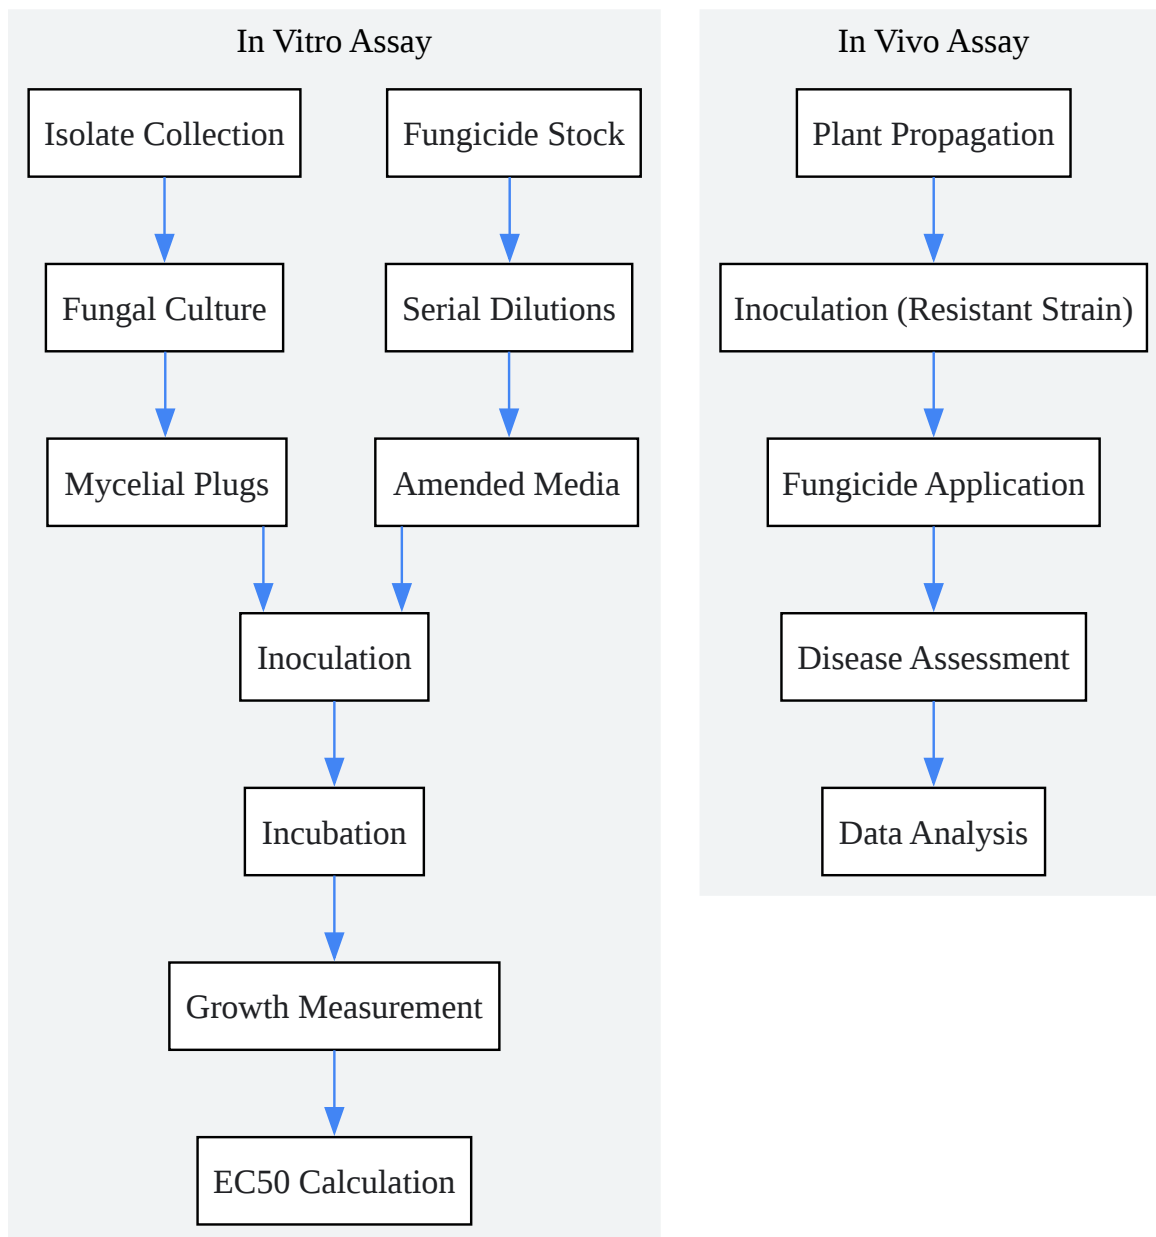 In Vitro Assay
Isolate Collection
Fungicide Stock
Fungal Culture
Serial Dilutions
Mycelial Plugs
Amended Media
Inoculation
Incubation
Growth Measurement
EC50 Calculation
In Vivo Assay
Plant Propagation
Inoculation (Resistant Strain)
Fungicide Application
Disease Assessment
Data Analysis